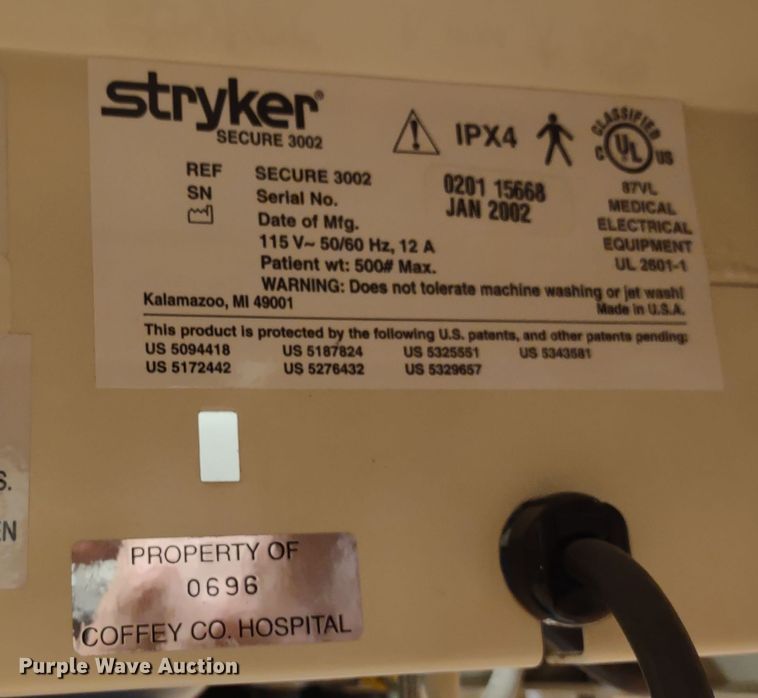 stryker®
SECURE 3002
IPX4
CLASSIFIED
C UL US
REF SECURE 3002
SN Serial No. 0201 15668
Date of Mfg. JAN 2002
115 V~ 50/60 Hz, 12 A
Patient wt: 500# Max.
87VL
MEDICAL
ELECTRICAL
EQUIPMENT
UL 2601-1
WARNING: Does not tolerate machine washing or jet wash!
Kalamazoo, MI 49001
Made in U.S.A.
This product is protected by the following U.S. patents, and other patents pending:
US 5094418 US 5187824 US 5325551 US 5343581
US 5172442 US 5276432 US 5329657
S.
EN
PROPERTY OF
0696
COFFEY CO. HOSPITAL
Purple Wave Auction